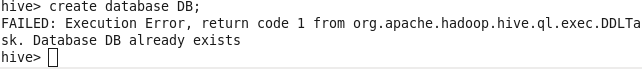 hive> create database DB;
FAILED: Execution Error, return code 1 from org.apache.hadoop.hive.ql.exec.DDLTa
sk. Database DB already exists
hive>